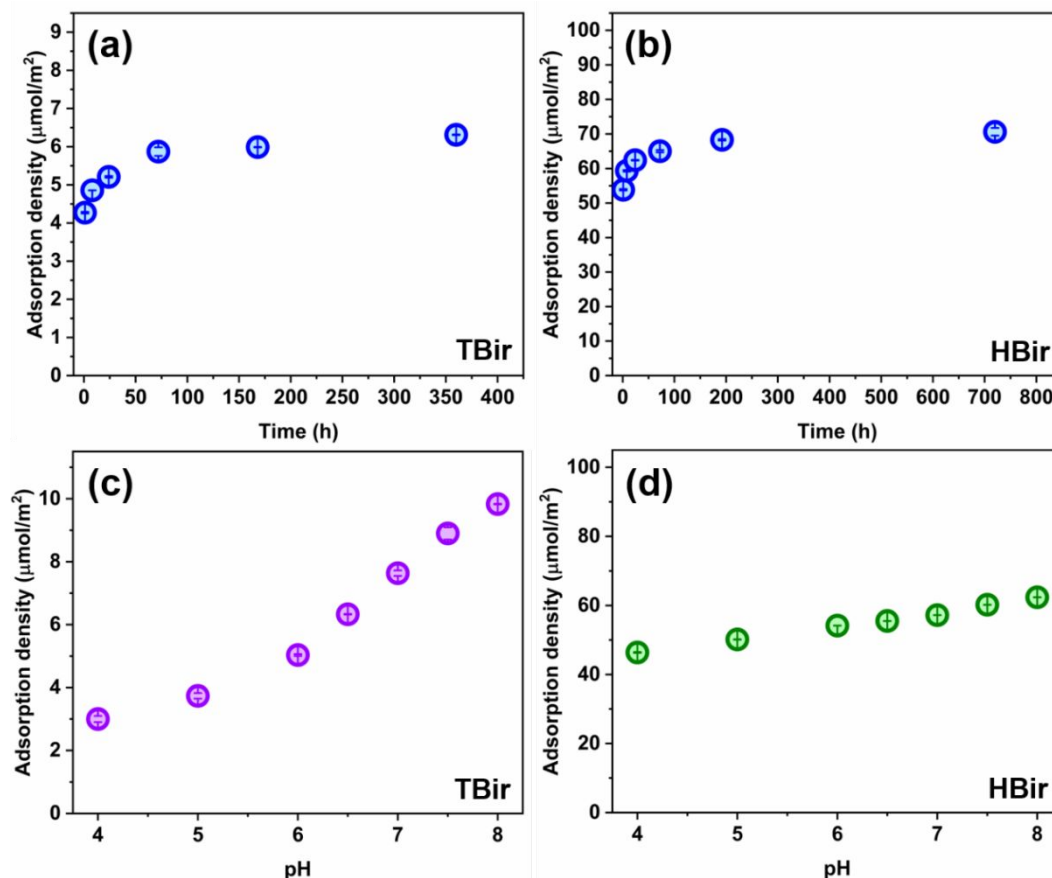 (a)
Adsorption density (μmol/m²)
9
8
7
6
5
4
3
2
1
0
0 50 100 150 200 250 300 350 400
Time (h)
TBir
(b)
Adsorption density (μmol/m²)
100
90
80
70
60
50
40
30
20
10
0
0 100 200 300 400 500 600 700 800
Time (h)
HBir
(c)
Adsorption density (μmol/m²)
10
8
6
4
2
0
4 5 6 7 8
pH
TBir
(d)
Adsorption density (μmol/m²)
100
80
60
40
20
0
4 5 6 7 8
pH
HBir